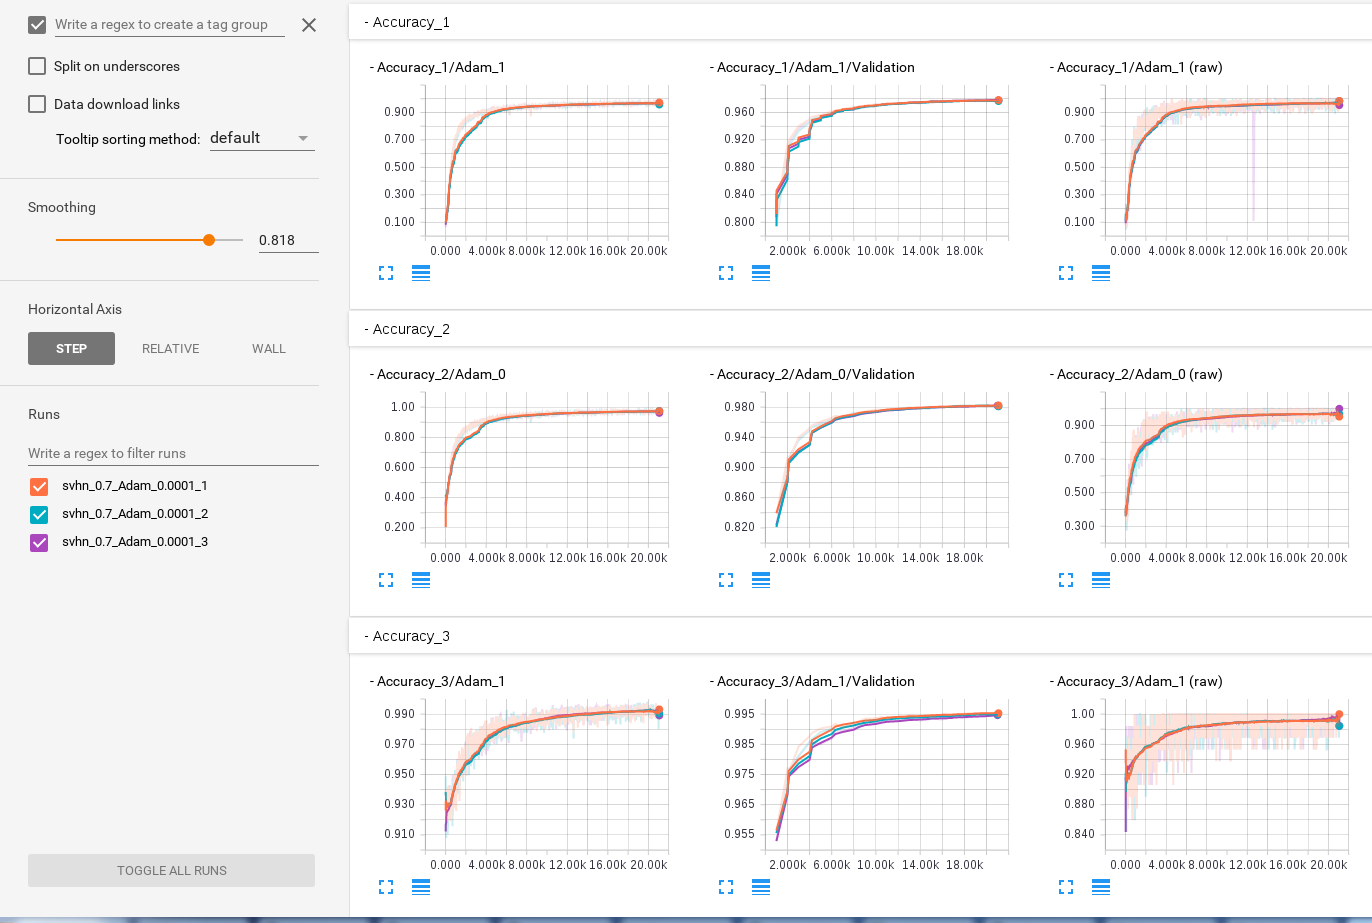 Write a regex to create a tag group
Split on underscores
Data download links
Tooltip sorting method: default
Smoothing
0.818
Horizontal Axis
STEP RELATIVE WALL
Runs
Write a regex to filter runs
svhn_0.7_Adam_0.0001_1
svhn_0.7_Adam_0.0001_2
svhn_0.7_Adam_0.0001_3
TOGGLE ALL RUNS
- Accuracy_1
- Accuracy_1/Adam_1
0.900
0.700
0.500
0.300
0.100
0.000 4.000k 8.000k 12.00k 16.00k 20.00k
- Accuracy_1/Adam_1/Validation
0.960
0.920
0.880
0.840
0.800
2.000k 6.000k 10.00k 14.00k 18.00k
- Accuracy_1/Adam_1 (raw)
0.900
0.700
0.500
0.300
0.100
0.000 4.000k 8.000k 12.00k 16.00k 20.00k
- Accuracy_2
- Accuracy_2/Adam_0
1.00
0.800
0.600
0.400
0.200
0.000 4.000k 8.000k 12.00k 16.00k 20.00k
- Accuracy_2/Adam_0/Validation
0.980
0.940
0.900
0.860
0.820
2.000k 6.000k 10.00k 14.00k 18.00k
- Accuracy_2/Adam_0 (raw)
0.900
0.700
0.500
0.300
0.000 4.000k 8.000k 12.00k 16.00k 20.00k
- Accuracy_3
- Accuracy_3/Adam_1
0.990
0.970
0.950
0.930
0.910
0.000 4.000k 8.000k 12.00k 16.00k 20.00k
- Accuracy_3/Adam_1/Validation
0.995
0.985
0.975
0.965
0.955
2.000k 6.000k 10.00k 14.00k 18.00k
- Accuracy_3/Adam_1 (raw)
1.00
0.960
0.920
0.880
0.840
0.000 4.000k 8.000k 12.00k 16.00k 20.00k